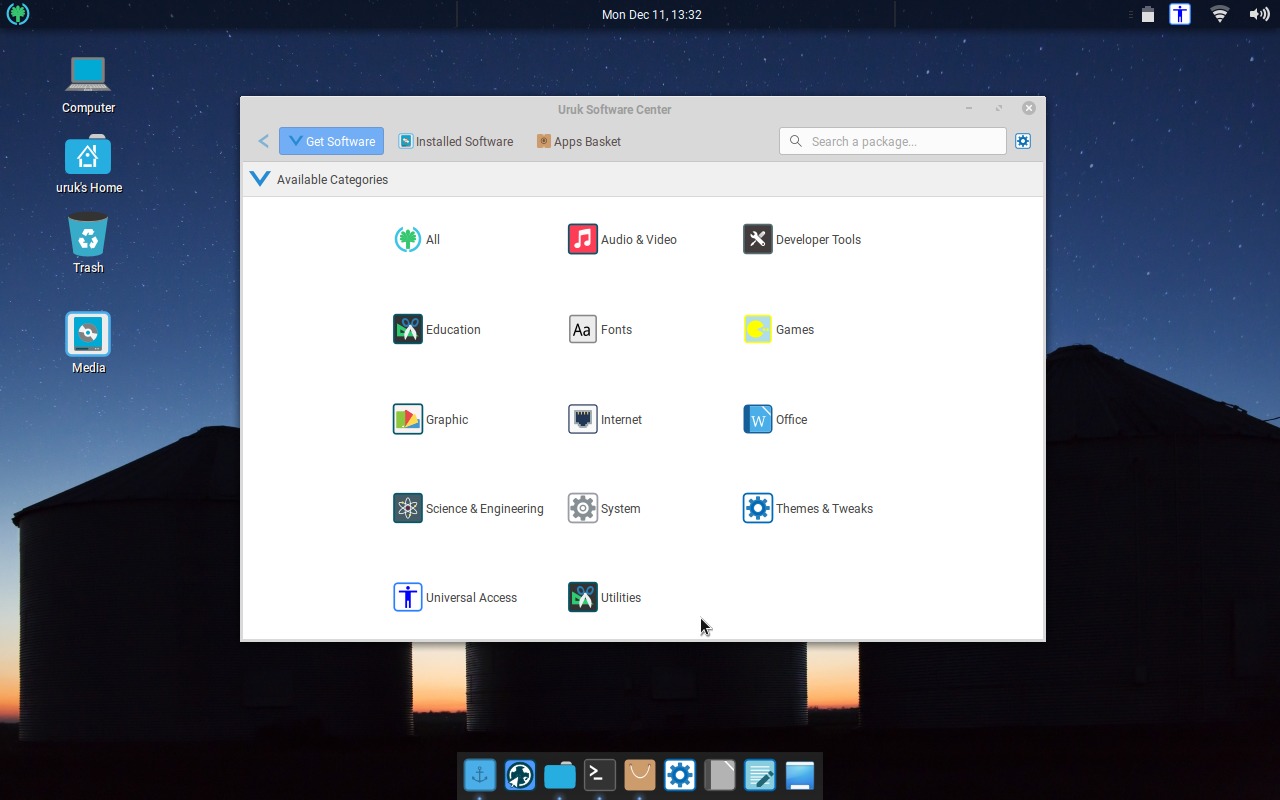 Mon Dec 11, 13:32
Computer
uruk's Home
Trash
Media
Uruk Software Center
Get Software
Installed Software
Apps Basket
Search a package...
Available Categories
All
Audio & Video
Developer Tools
Education
Aa
Fonts
Games
Graphic
Internet
W
Office
Science & Engineering
System
Themes & Tweaks
Universal Access
Utilities